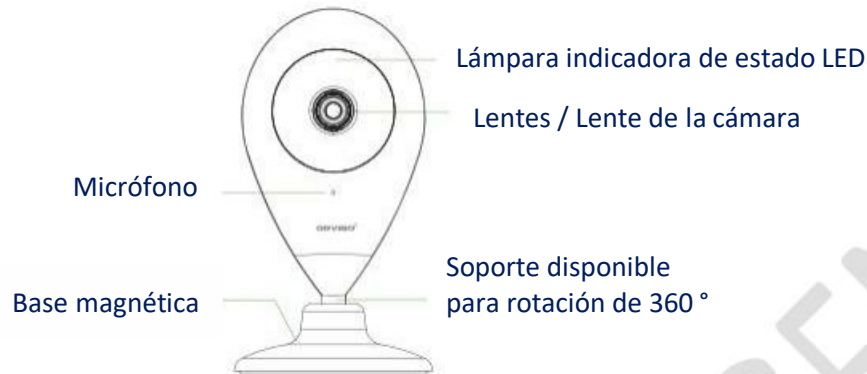 Lámpara indicadora de estado LED
Lentes / Lente de la cámara
Micrófono
ORVIBO
Soporte disponible
para rotación de 360 °
Base magnética